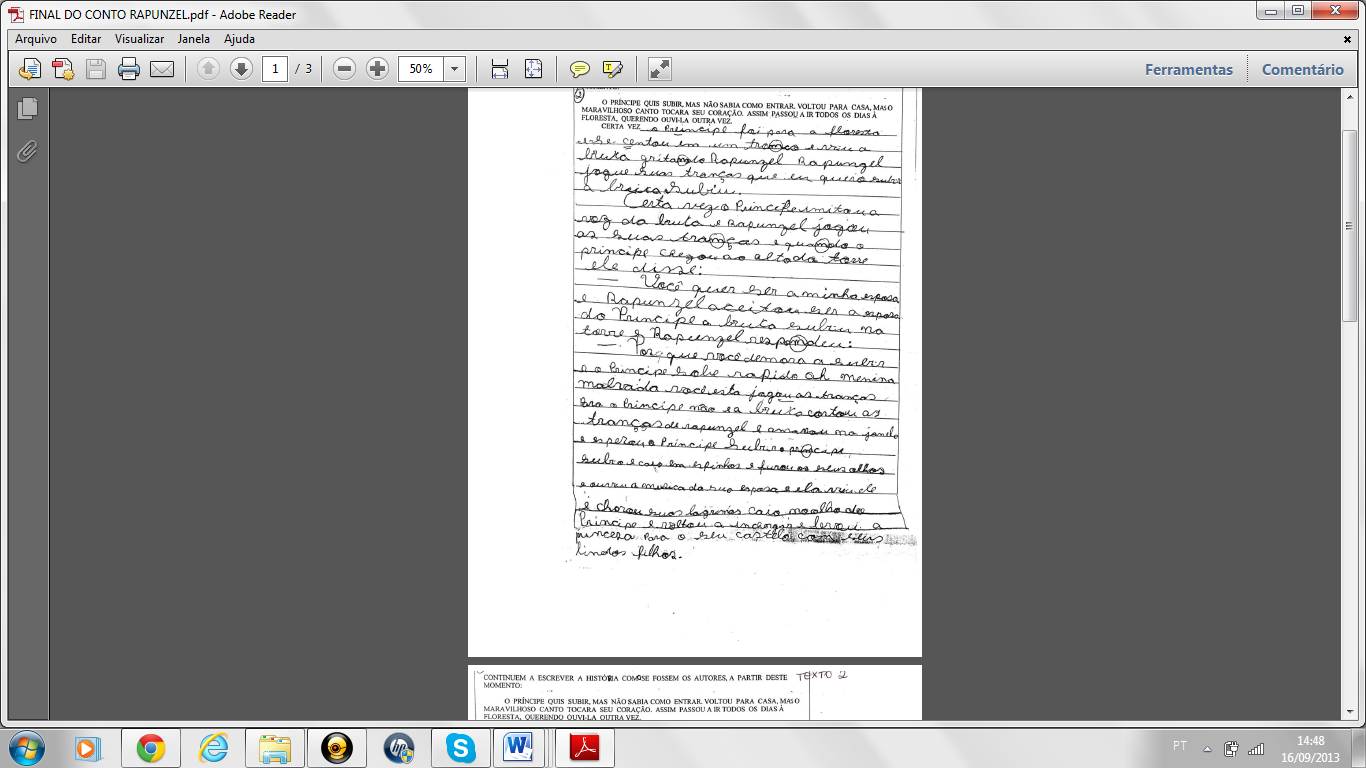 FINAL DO CONTO RAPUNZEL.pdf - Adobe Reader
Arquivo Editar Visualizar Janela Ajuda
1 / 3 50% Ferramentas Comentário
2
O PRÍNCIPE QUIS SUBIR, MAS NÃO SABIA COMO ENTRAR. VOLTOU PARA CASA, MAS O
MARAVILHOSO CANTO TOCARA SEU CORAÇÃO. ASSIM PASSOU A IR TODOS OS DIAS À
FLORESTA, QUERENDO OUVI-LA OUTRA VEZ.
CERTA VEZ o Principe foi para a floresta
ele centou em um tronco e viu a
bruxa gritando Rapunzel Rapunzel
jogue suas tranças que eu quero subir
a bruxa subiu.
Certa vez o Principe imitou a
voz da bruta e Rapunzel jogou
as suas tranças e quando o
principe chegou ao alto da torre
ele disse:
— Você quer ser a minha esposa
e Rapunzel aceitou ser a esposa
do Principe a bruta subiu na
torre e Rapunzel respondeu:
— Porque você demora a subir
e o Principe sobe rapido ah menina
malvada você esta jogou as tranças
Para o Principe não e a bruxa cortou as
tranças de rapunzel e amarou na janela
e esperou o Principe Subir o principe
subiu e caio em espinhos e furou os seus olhos
e ouviu a musica da sua esposa e ela viu ele
e chorou suas lagrimas caio no olho do
Principe e voltou a e levou a
princesa Para o seu castelo com seus
lindos filhos.
CONTINUEM A ESCREVER A HISTÓRIA COMO SE FOSSEM OS AUTORES, A PARTIR DESTE TEXTO 2
MOMENTO:
O PRÍNCIPE QUIS SUBIR, MAS NÃO SABIA COMO ENTRAR. VOLTOU PARA CASA, MAS O
MARAVILHOSO CANTO TOCARA SEU CORAÇÃO. ASSIM PASSOU A IR TODOS OS DIAS À
FLORESTA, QUERENDO OUVI-LA OUTRA VEZ.
PT 14:48
16/09/2013